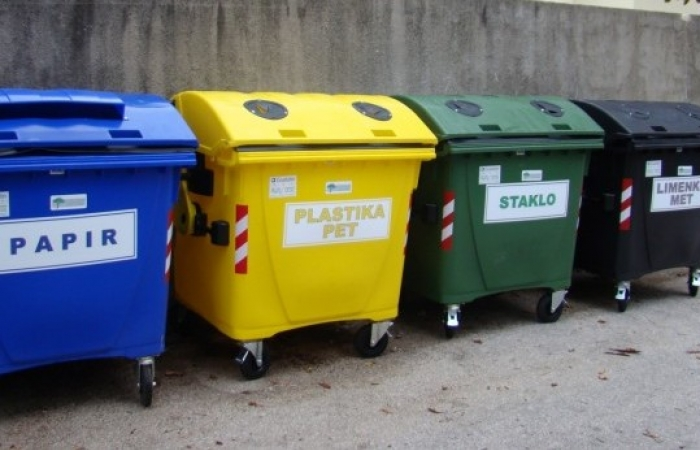 PAPIR
PLASTIKA
PET
STAKLO
LIMENK
MET